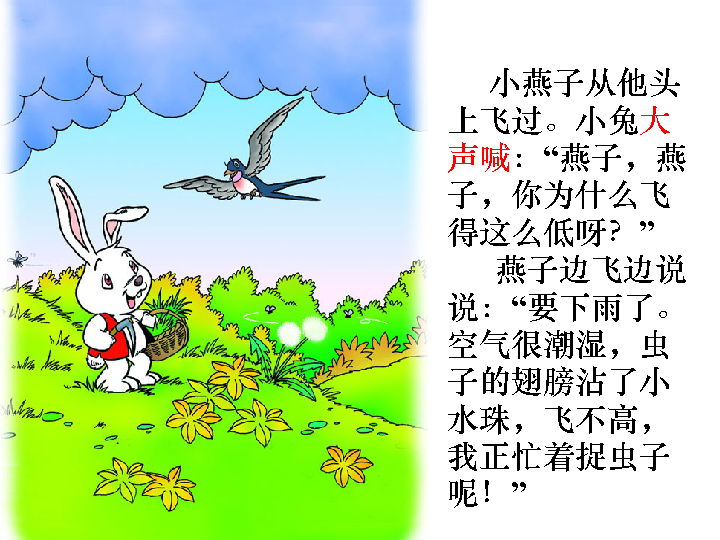 小燕子从他头
上飞过。小兔大
声喊：“燕子，燕
子，你为什么飞
得这么低呀？”
燕子边飞边说
说：“要下雨了。
空气很潮湿，虫
子的翅膀沾了小
水珠，飞不高，
我正忙着捉虫子
呢！”